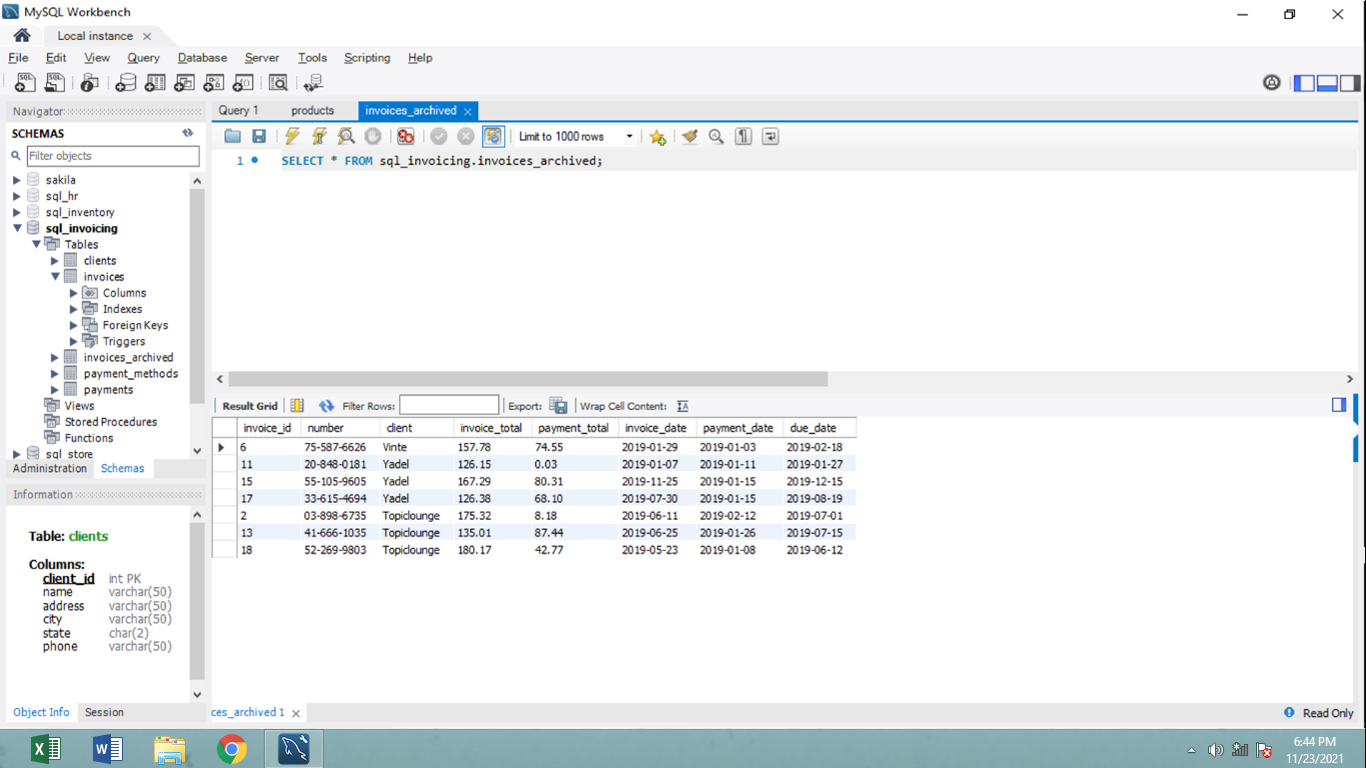 MySQL Workbench
Local instance
File Edit View Query Database Server Tools Scripting Help
Navigator
SCHEMAS
Filter objects
sakila
sql_hr
sql_inventory
sql_invoicing
Tables
clients
invoices
Columns
Indexes
Foreign Keys
Triggers
invoices_archived
payment_methods
payments
Views
Stored Procedures
Functions
sql_store
Administration Schemas
Information
Table: clients
Columns:
client_id int PK
name varchar(50)
address varchar(50)
city varchar(50)
state char(2)
phone varchar(50)
Object Info Session
Query 1 products invoices_archived
Limit to 1000 rows
1 SELECT * FROM sql_invoicing.invoices_archived;
Result Grid Filter Rows: Export: Wrap Cell Content:
invoice_id number client invoice_total payment_total invoice_date payment_date due_date
6 75-587-6626 Vinte 157.78 74.55 2019-01-29 2019-01-03 2019-02-18
11 20-848-0181 Yadel 126.15 0.03 2019-01-07 2019-01-11 2019-01-27
15 55-105-9605 Yadel 167.29 80.31 2019-11-25 2019-01-15 2019-12-15
17 33-615-4694 Yadel 126.38 68.10 2019-07-30 2019-01-15 2019-08-19
2 03-898-6735 Topiclounge 175.32 8.18 2019-06-11 2019-02-12 2019-07-01
13 41-666-1035 Topiclounge 135.01 87.44 2019-06-25 2019-01-26 2019-07-15
18 52-269-9803 Topiclounge 180.17 42.77 2019-05-23 2019-01-08 2019-06-12
ces_archived 1
Read Only
6:44 PM
11/23/2021